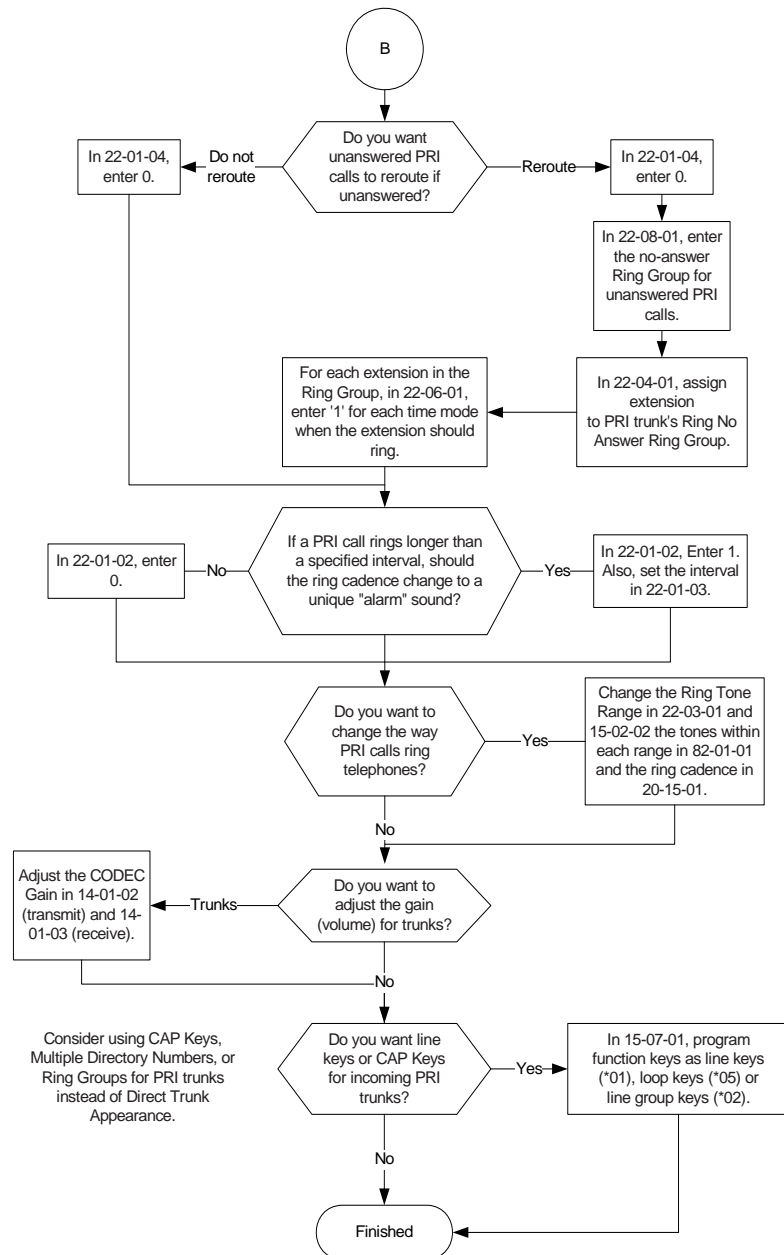 B
Do you want
unanswered PRI
calls to reroute if
unanswered?
Do not
reroute
In 22-01-04,
enter 0.
Reroute
In 22-01-04,
enter 0.
In 22-08-01, enter
the no-answer
Ring Group for
unanswered PRI
calls.
In 22-04-01, assign
extension
to PRI trunk's Ring No
Answer Ring Group.
For each extension in the
Ring Group, in 22-06-01,
enter '1' for each time mode
when the extension should
ring.
If a PRI call rings longer than
a specified interval, should
the ring cadence change to a
unique "alarm" sound?
No
In 22-01-02, enter
0.
Yes
In 22-01-02, Enter 1.
Also, set the interval
in 22-01-03.
Do you want to
change the way
PRI calls ring
telephones?
Yes
Change the Ring Tone
Range in 22-03-01 and
15-02-02 the tones within
each range in 82-01-01
and the ring cadence in
20-15-01.
No
Do you want to
adjust the gain
(volume) for trunks?
Trunks
Adjust the CODEC
Gain in 14-01-02
(transmit) and 14-
01-03 (receive).
No
Consider using CAP Keys,
Multiple Directory Numbers, or
Ring Groups for PRI trunks
instead of Direct Trunk
Appearance.
Do you want line
keys or CAP Keys
for incoming PRI
trunks?
Yes
In 15-07-01, program
function keys as line keys
(*01), loop keys (*05) or
line group keys (*02).
No
Finished